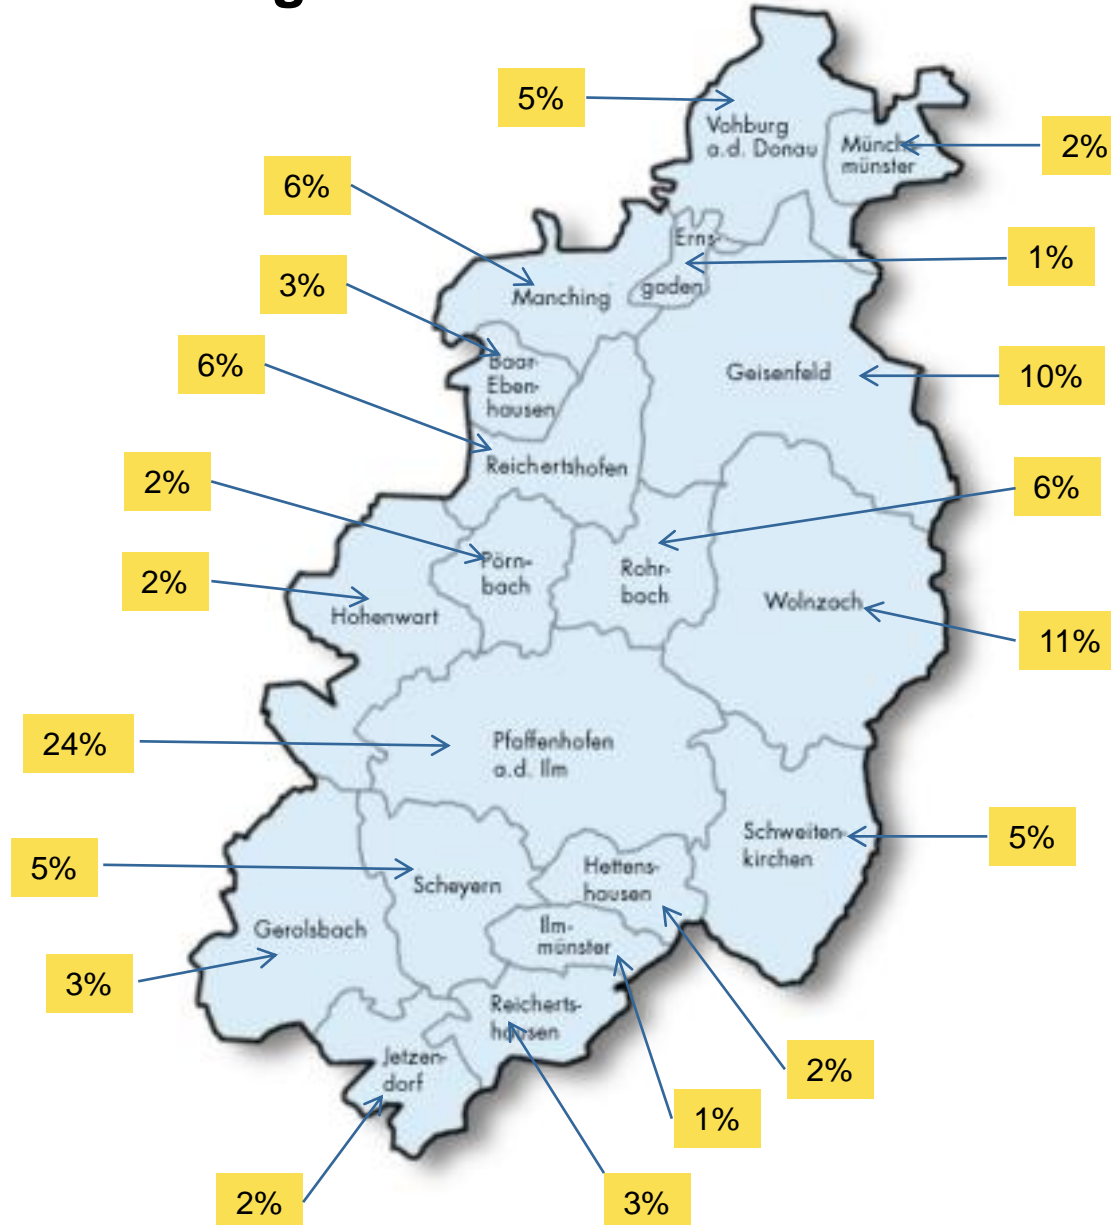 5%
Vohburg
a.d. Donau
Münchs-
münster
2%
6%
Erns-
gaden
1%
3%
Manching
6%
Baar-
Eben-
hausen
Geisenfeld
10%
Reichertshofen
2%
6%
Pörn-
bach
Rohr-
bach
2%
Hohenwart
Wolnzach
11%
24%
Pfaffenhofen
a.d. Ilm
Schweiten-
kirchen
5%
5%
Scheyern
Hettens-
hausen
Gerolsbach
Ilm-
münster
3%
Reicherts-
hausen
Jetzen-
dorf
2%
1%
2%
3%